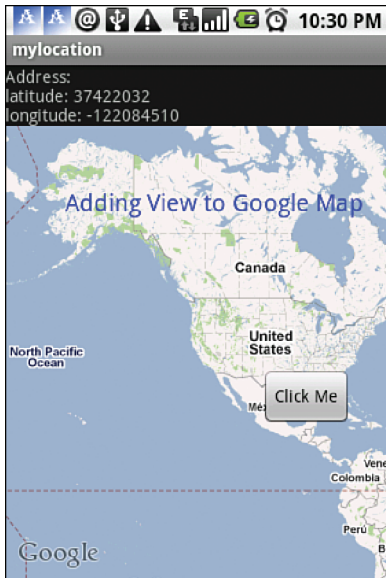 10:30 PM
mylocation
Address:
latitude: 37422032
longitude: -122084510
Adding View to Google Map
Canada
United
States
North Pacific
Ocean
Click Me
Méx
Vene
Colombia
Perú
B
Google